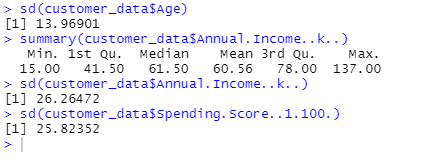 > sd(customer_data$Age)
[1] 13.96901
> summary(customer_data$Annual.Income..k..)
Min. 1st Qu. Median Mean 3rd Qu. Max.
15.00 41.50 61.50 60.56 78.00 137.00
> sd(customer_data$Annual.Income..k..)
[1] 26.26472
> sd(customer_data$Spending.Score..1.100.)
[1] 25.82352
>